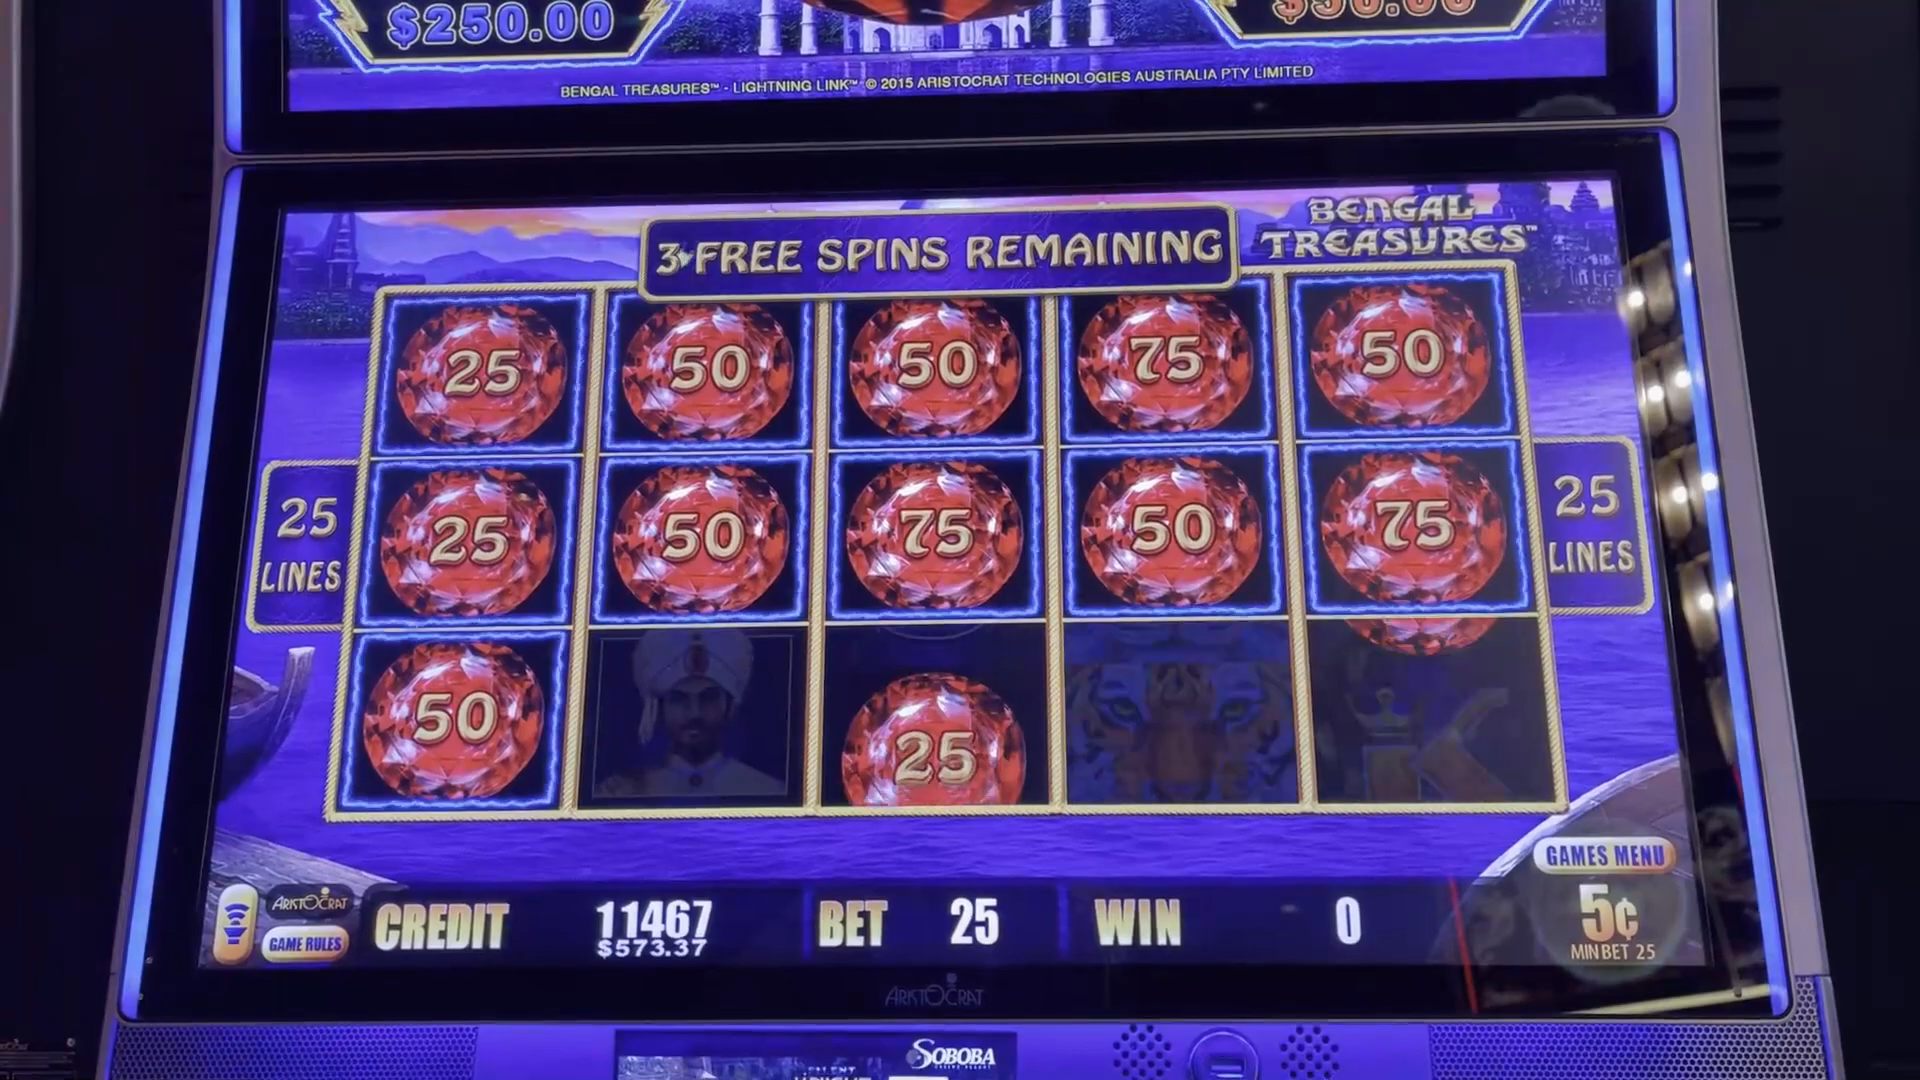 $250.00
$50.00
BENGAL TREASURES™ - LIGHTNING LINK™ © 2015 ARISTOCRAT TECHNOLOGIES AUSTRALIA PTY LIMITED
3 FREE SPINS REMAINING
BENGAL
TREASURES™
25 50 50 75 50
25 50 75 50 75
50 25 K
25
LINES
25
LINES
GAMES MENU
ARISTOCRAT
GAME RULES
CREDIT 11467
$573.37
BET 25
WIN 0
5¢
MIN BET 25
ARISTOCRAT
SOBOBA